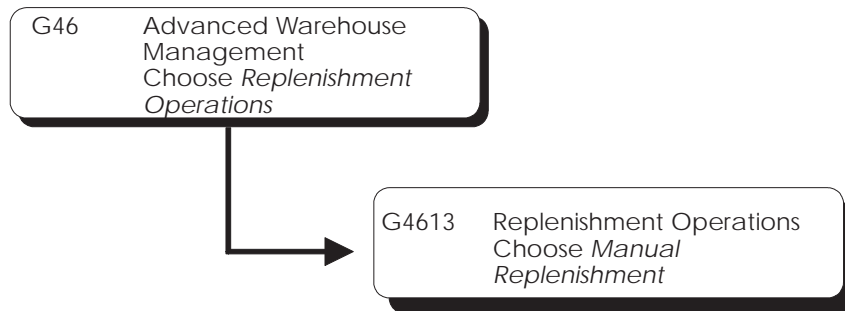 G46 Advanced Warehouse
Management
Choose Replenishment
Operations
G4613 Replenishment Operations
Choose Manual
Replenishment